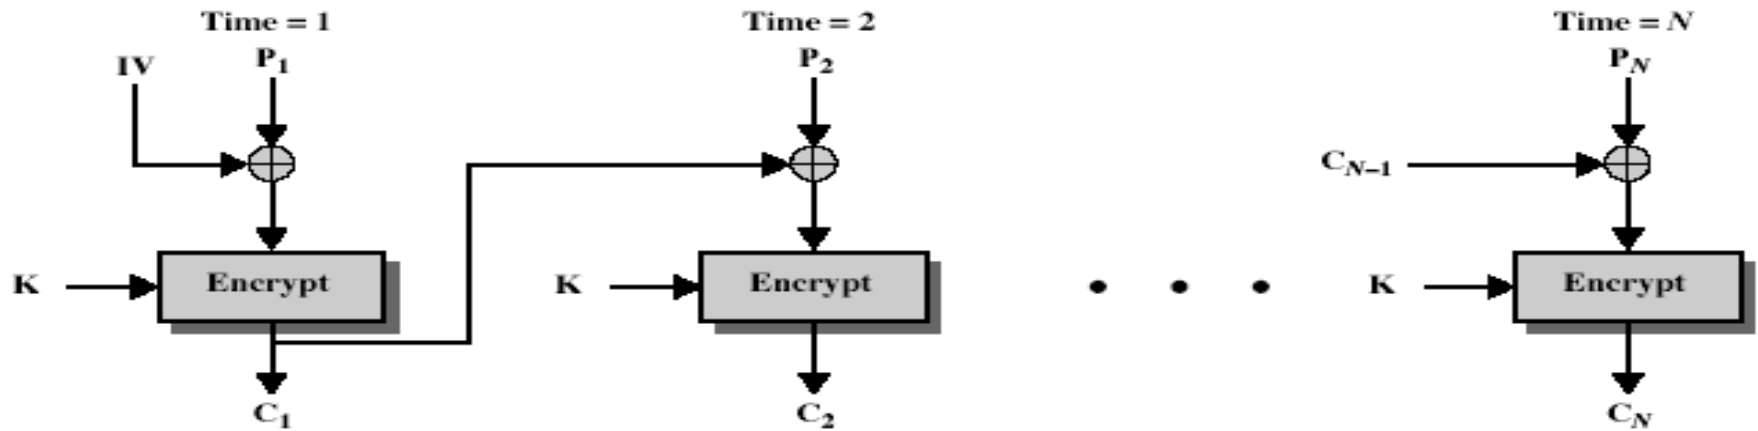 Time = 1 Time = 2 Time = N
IV P1 P2 PN
CN−1
K Encrypt K Encrypt K Encrypt
C1 C2 CN